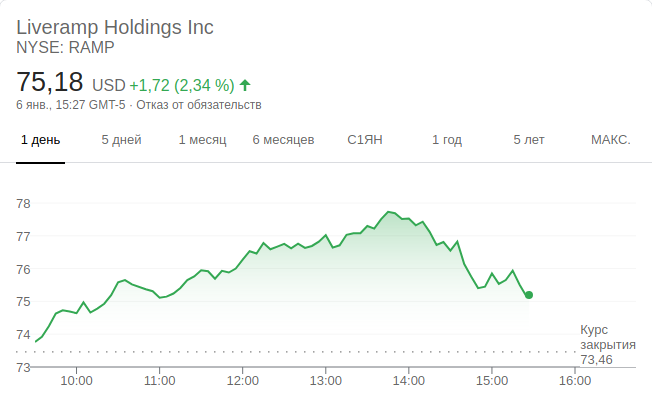 Liveramp Holdings Inc
NYSE: RAMP
75,18 USD +1,72 (2,34 %)
6 янв., 15:27 GMT-5 · Отказ от обязательств
1 день 5 дней 1 месяц 6 месяцев С1ЯН 1 год 5 лет МАКС.
78
77
76
75
74
73
Курс
закрытия
73,46
10:00 11:00 12:00 13:00 14:00 15:00 16:00